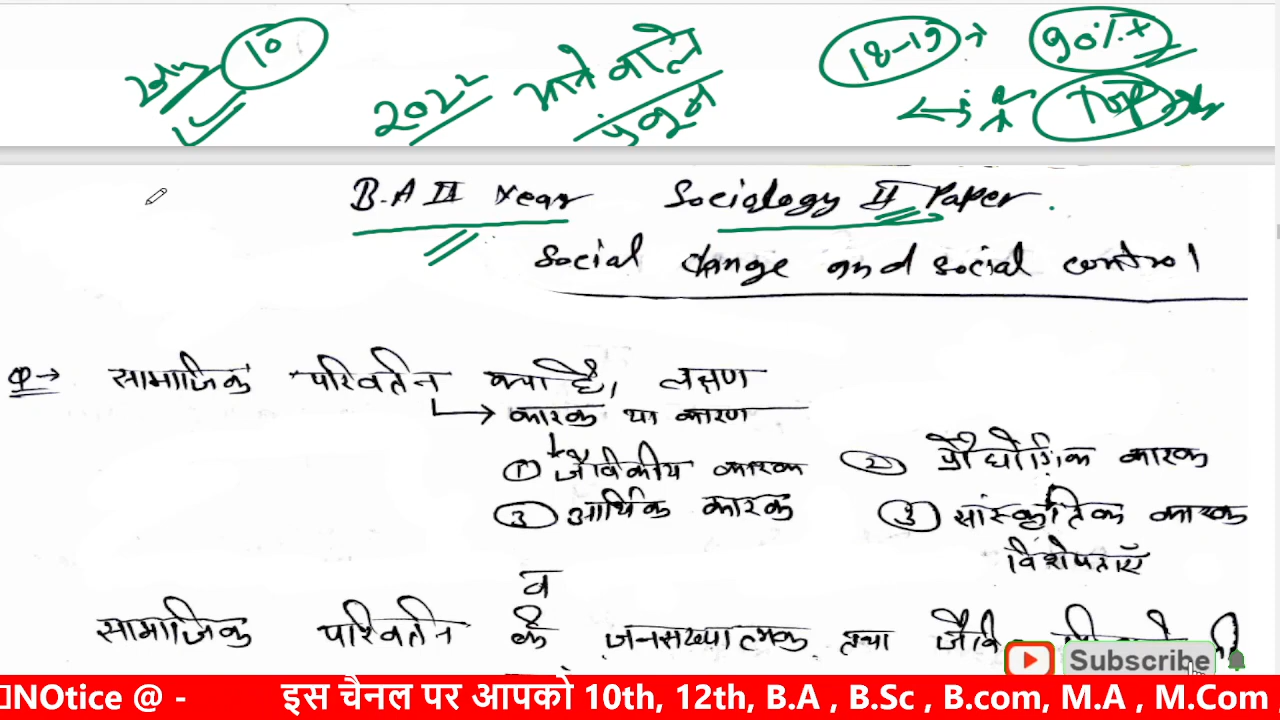 10 2022 आने वाले 18-19 → 90%+
Top
B.A II Year Sociology II Paper.
Social change and social control
Q→ सामाजिक परिवर्तन क्या है, लक्षण
→ कारक या कारण
① जैविकीय कारक ② प्रौद्योगिक कारक
③ आर्थिक कारक ③ सांस्कृतिक कारक
विशेषताएँ
व
सामाजिक परिवर्तन के जनसंख्यात्मक तथा
Subscribe
NOtice @ - इस चैनल पर आपको 10th, 12th, B.A , B.Sc , B.com, M.A , M.Com ,